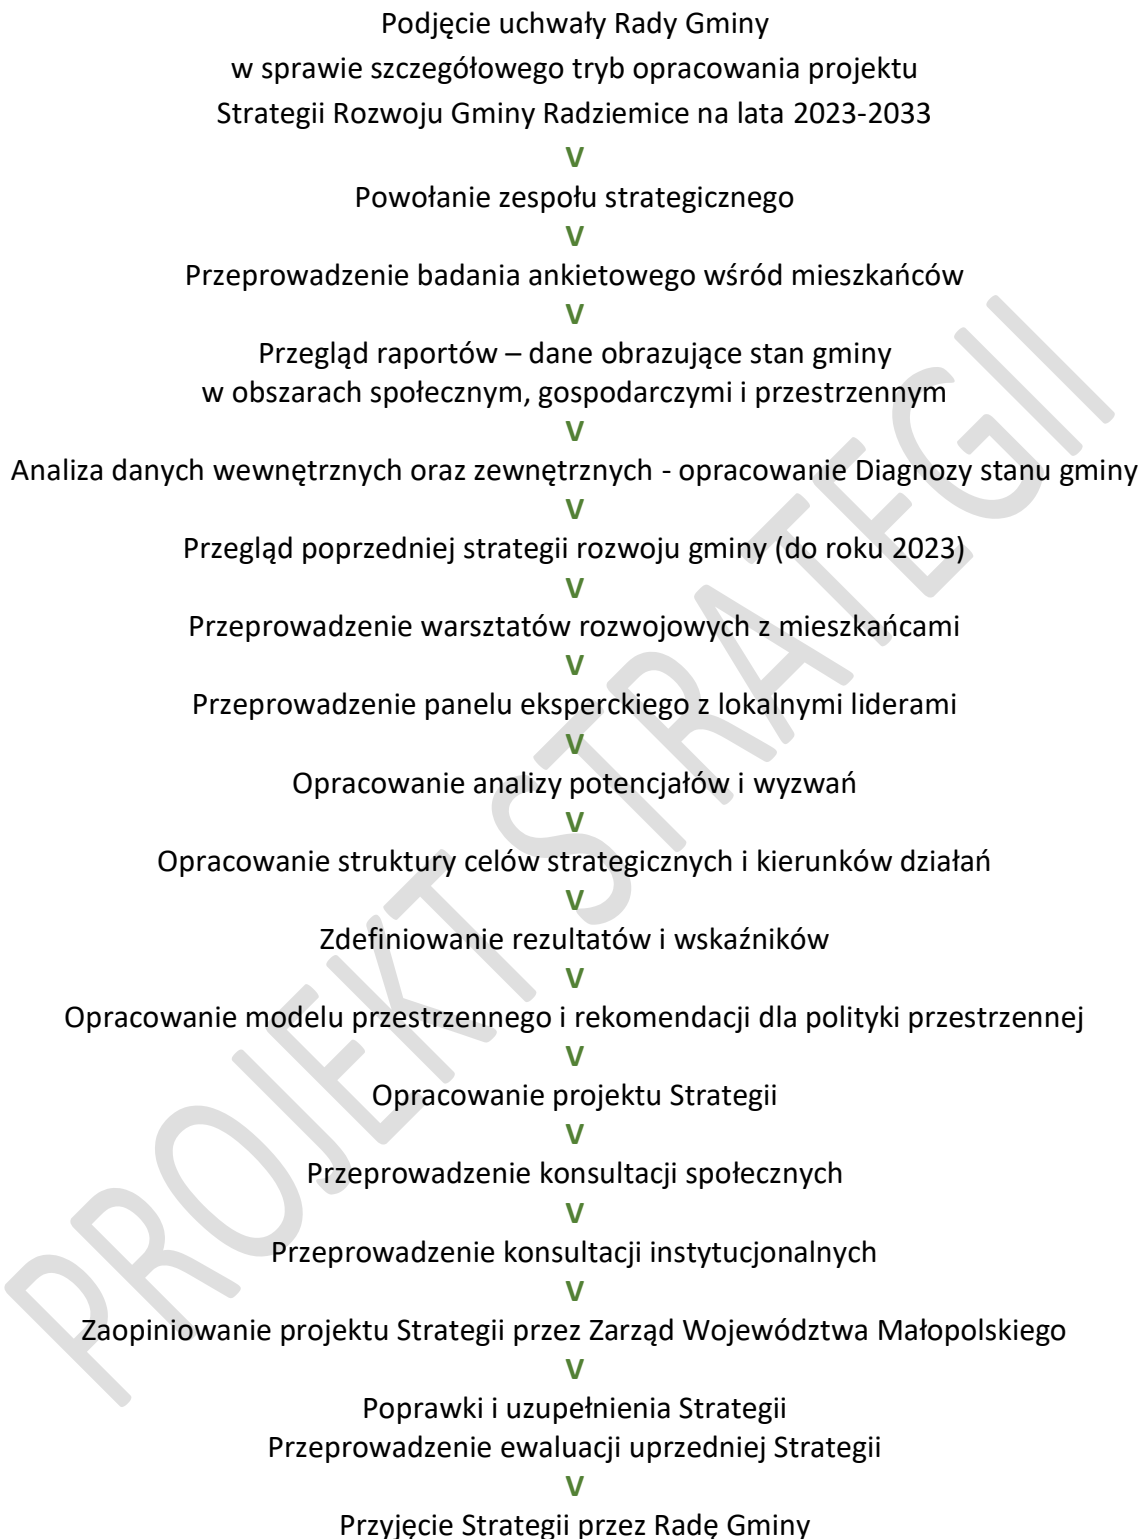 Podjęcie uchwały Rady Gminy
w sprawie szczegółowego tryb opracowania projektu
Strategii Rozwoju Gminy Radziemice na lata 2023-2033
V
Powołanie zespołu strategicznego
V
Przeprowadzenie badania ankietowego wśród mieszkańców
V
Przegląd raportów – dane obrazujące stan gminy
w obszarach społecznym, gospodarczymi i przestrzennym
V
Analiza danych wewnętrznych oraz zewnętrznych - opracowanie Diagnozy stanu gminy
V
Przegląd poprzedniej strategii rozwoju gminy (do roku 2023)
V
Przeprowadzenie warsztatów rozwojowych z mieszkańcami
V
Przeprowadzenie panelu eksperckiego z lokalnymi liderami
V
Opracowanie analizy potencjałów i wyzwań
V
Opracowanie struktury celów strategicznych i kierunków działań
V
Zdefiniowanie rezultatów i wskaźników
V
Opracowanie modelu przestrzennego i rekomendacji dla polityki przestrzennej
V
Opracowanie projektu Strategii
V
Przeprowadzenie konsultacji społecznych
V
Przeprowadzenie konsultacji instytucjonalnych
V
Zaopiniowanie projektu Strategii przez Zarząd Województwa Małopolskiego
V
Poprawki i uzupełnienia Strategii
Przeprowadzenie ewaluacji uprzedniej Strategii
V
Przyjęcie Strategii przez Radę Gminy
PROJEKT STRATEGII